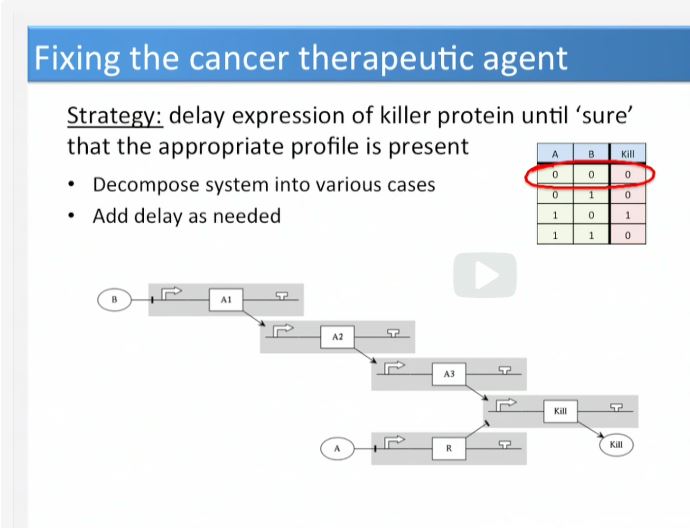 Fixing the cancer therapeutic agent
Strategy: delay expression of killer protein until ‘sure’
that the appropriate profile is present
• Decompose system into various cases
• Add delay as needed
A B Kill
0 0 0
0 1 0
1 0 1
1 1 0
B A1
A2
A3
Kill
A R Kill